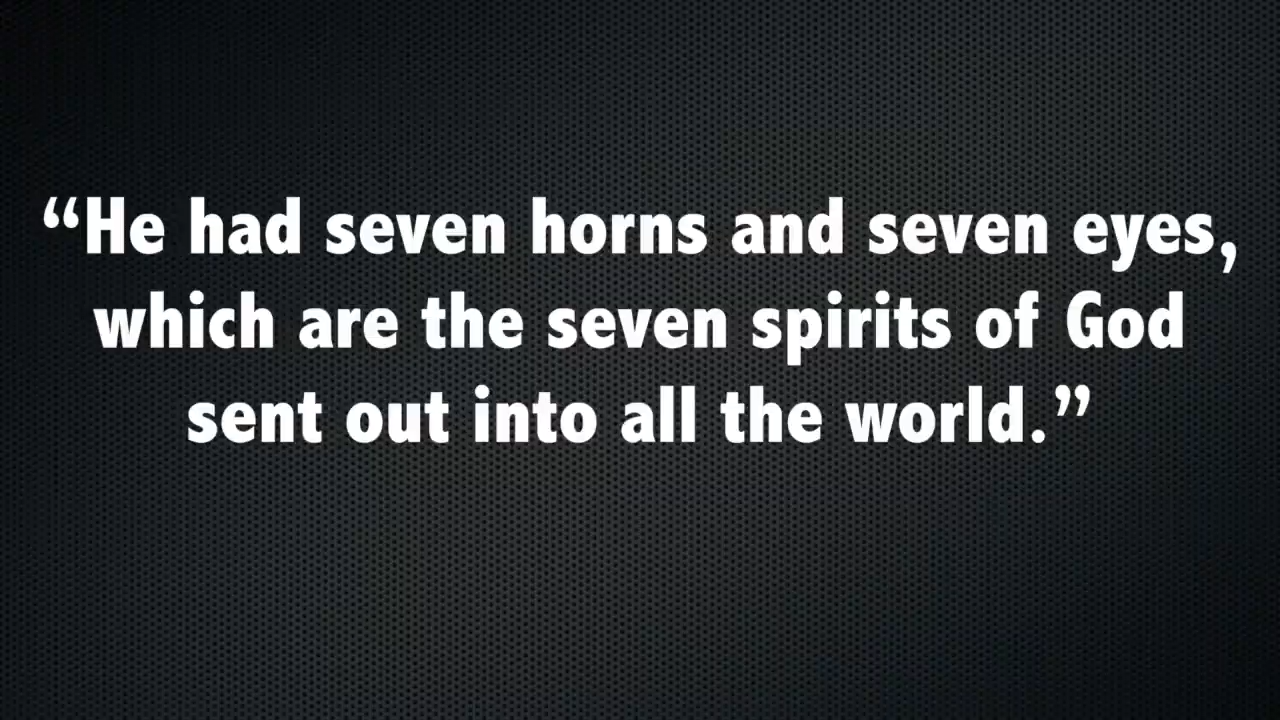 “He had seven horns and seven eyes,
which are the seven spirits of God
sent out into all the world.”